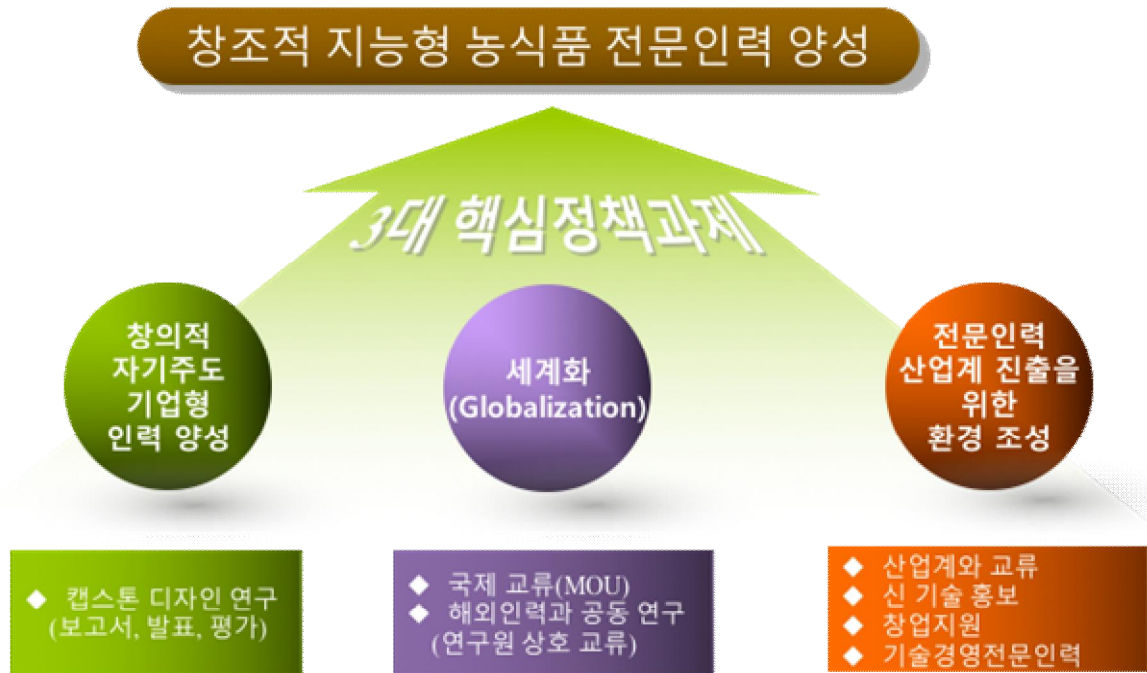 창조적 지능형 농식품 전문인력 양성
3대 핵심정책과제
창의적
자기주도
기업형
인력 양성
세계화
(Globalization)
전문인력
산업계 진출을
위한
환경 조성
◆ 캡스톤 디자인 연구
(보고서, 발표, 평가)
◆ 국제 교류(MOU)
◆ 해외인력과 공동 연구
(연구원 상호 교류)
◆ 산업계와 교류
◆ 신 기술 홍보
◆ 창업지원
◆ 기술경영전문인력